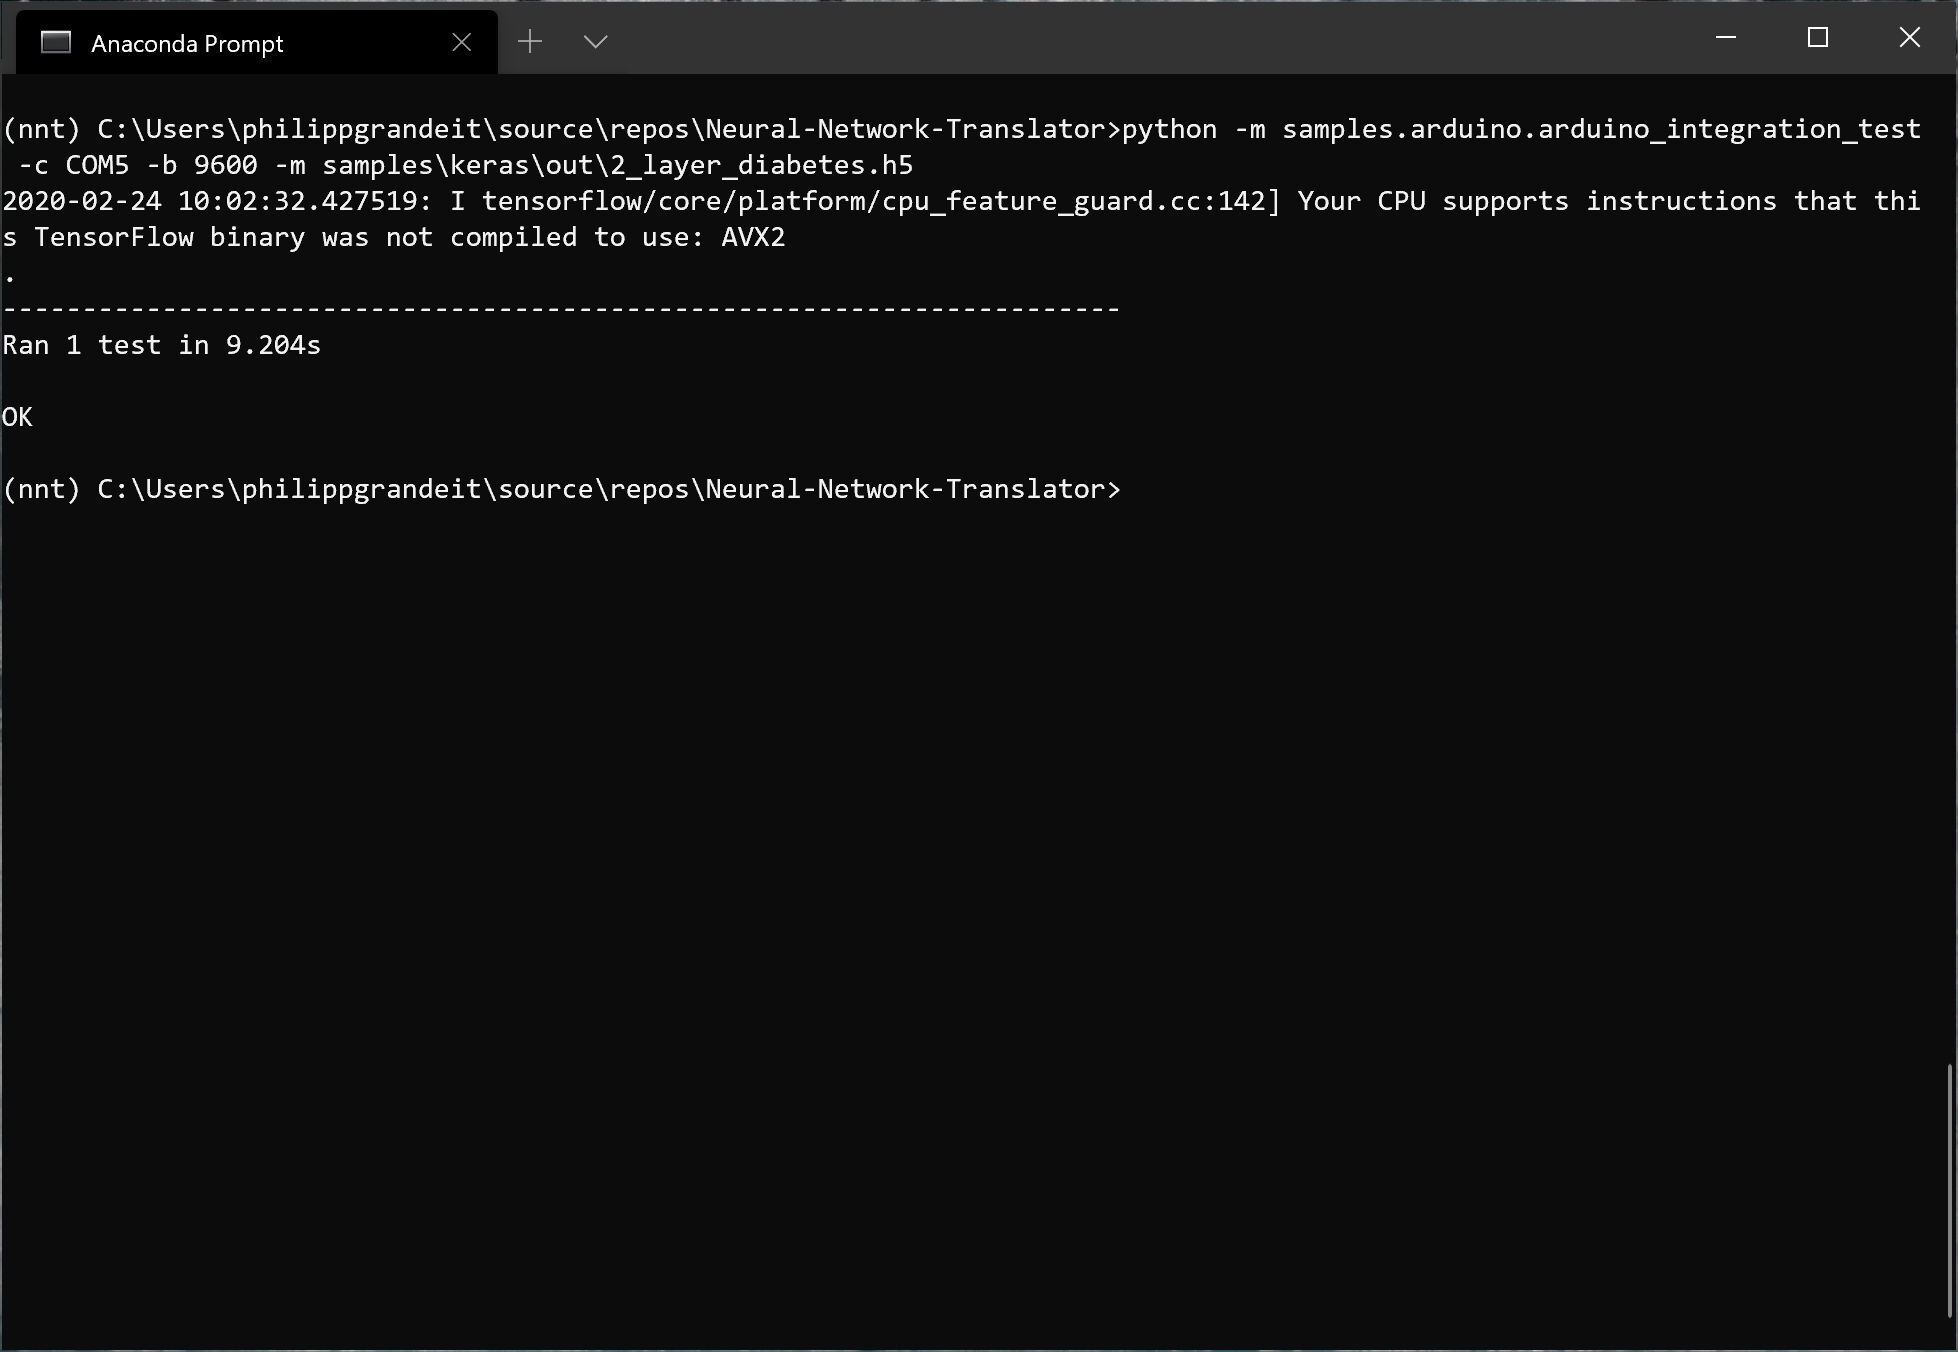 Anaconda Prompt
(nnt) C:\Users\philippgrandeit\source\repos\Neural-Network-Translator>python -m samples.arduino.arduino_integration_test
 -c COM5 -b 9600 -m samples\keras\out\2_layer_diabetes.h5
2020-02-24 10:02:32.427519: I tensorflow/core/platform/cpu_feature_guard.cc:142] Your CPU supports instructions that thi
s TensorFlow binary was not compiled to use: AVX2
.
----------------------------------------------------------------------
Ran 1 test in 9.204s
OK
(nnt) C:\Users\philippgrandeit\source\repos\Neural-Network-Translator>